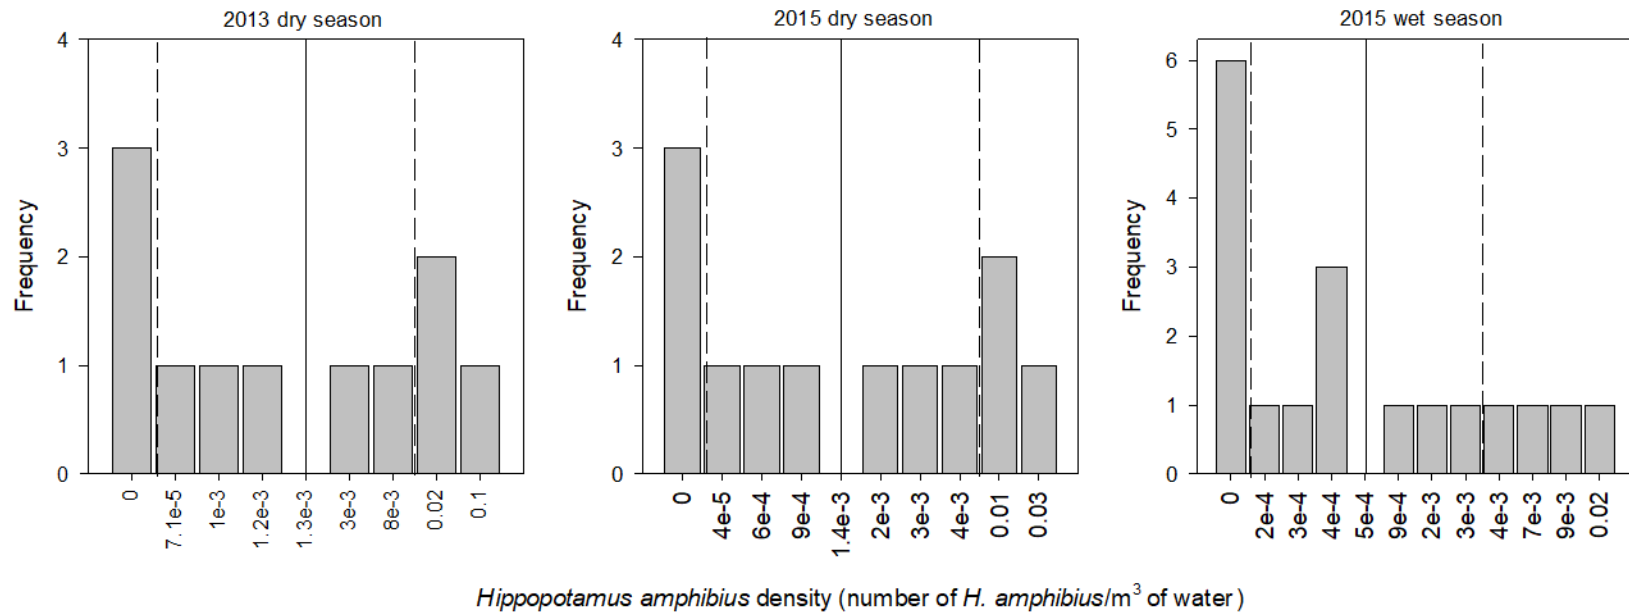 2013 dry season
4
3
2
1
0
Frequency
0
7.1e-5
1e-3
1.2e-3
1.3e-3
3e-3
8e-3
0.02
0.1
2015 dry season
4
3
2
1
0
Frequency
0
4e-5
6e-4
9e-4
1.4e-3
2e-3
3e-3
4e-3
0.01
0.03
2015 wet season
6
5
4
3
2
1
0
Frequency
0
2e-4
3e-4
4e-4
5e-4
9e-4
2e-3
3e-3
4e-3
7e-3
9e-3
0.02
Hippopotamus amphibius density (number of H. amphibius/m³ of water)